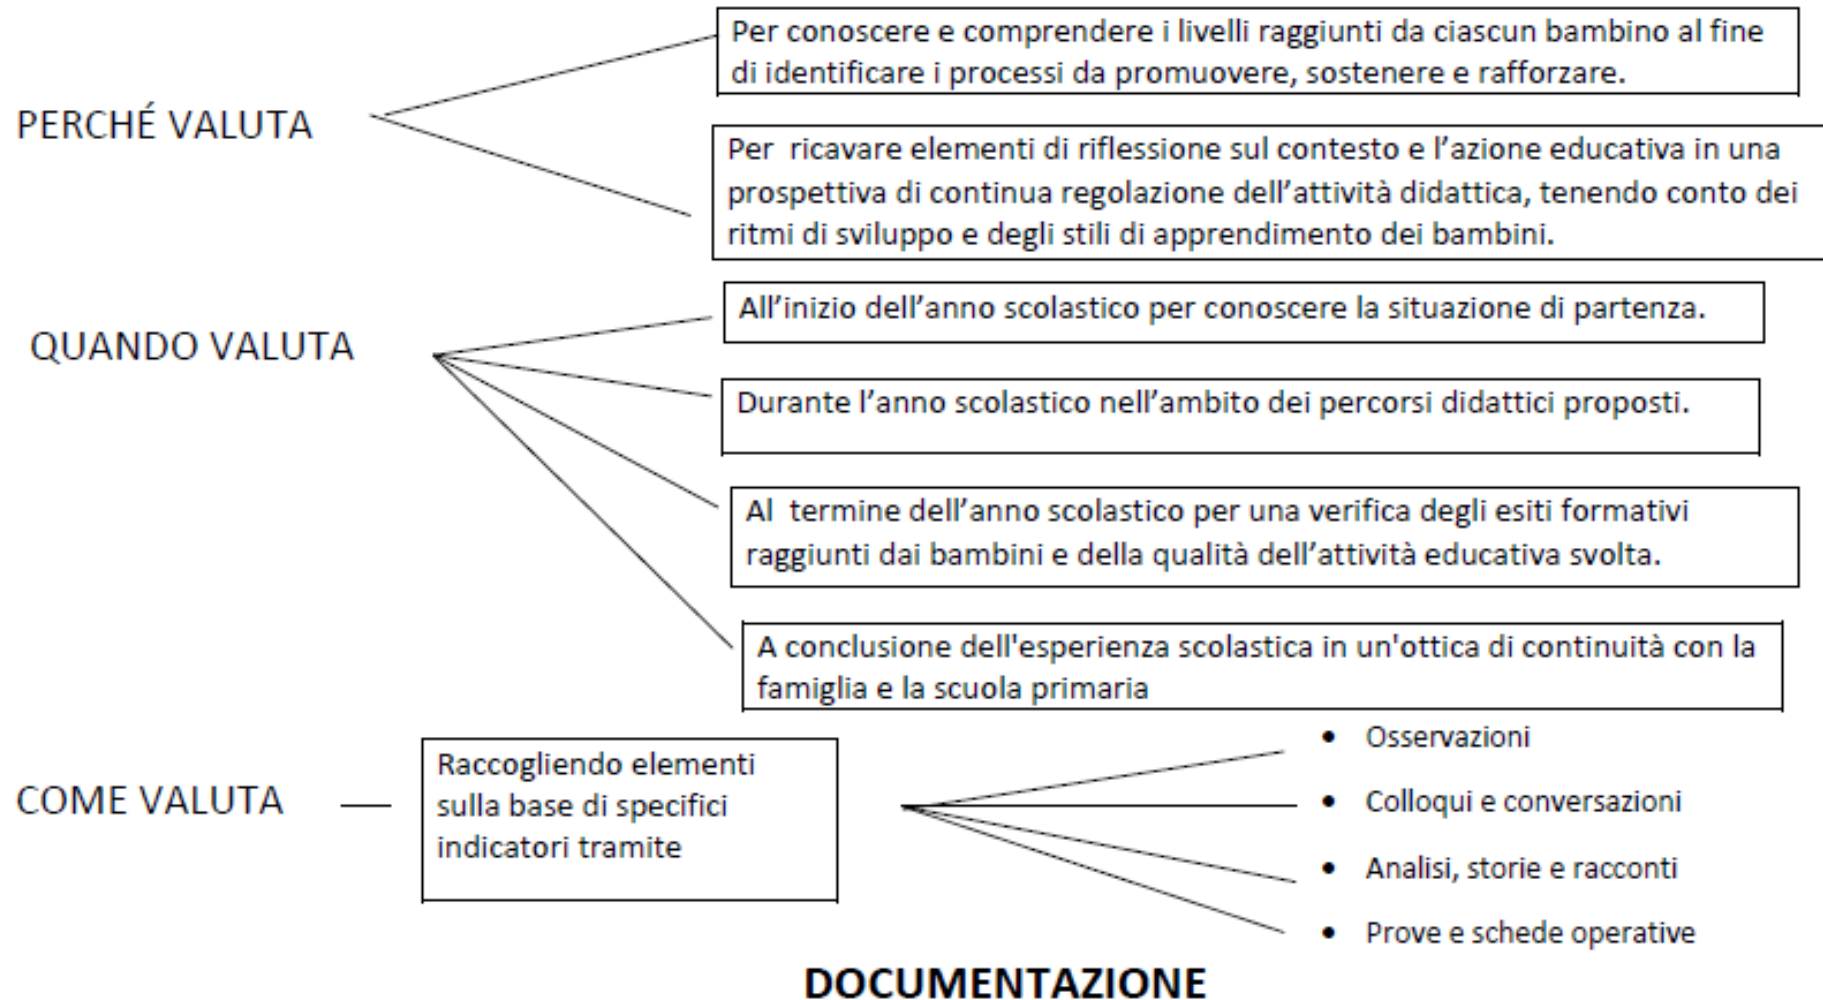 PERCHÉ VALUTA
Per conoscere e comprendere i livelli raggiunti da ciascun bambino al fine
di identificare i processi da promuovere, sostenere e rafforzare.
Per ricavare elementi di riflessione sul contesto e l’azione educativa in una
prospettiva di continua regolazione dell’attività didattica, tenendo conto dei
ritmi di sviluppo e degli stili di apprendimento dei bambini.
QUANDO VALUTA
All’inizio dell’anno scolastico per conoscere la situazione di partenza.
Durante l’anno scolastico nell’ambito dei percorsi didattici proposti.
Al termine dell’anno scolastico per una verifica degli esiti formativi
raggiunti dai bambini e della qualità dell’attività educativa svolta.
A conclusione dell'esperienza scolastica in un'ottica di continuità con la
famiglia e la scuola primaria
COME VALUTA
Raccogliendo elementi
sulla base di specifici
indicatori tramite
• Osservazioni
• Colloqui e conversazioni
• Analisi, storie e racconti
• Prove e schede operative
DOCUMENTAZIONE